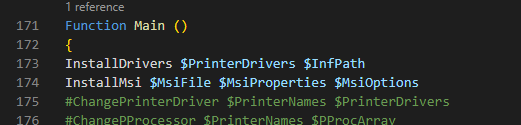 1 reference
171 Function Main ()
172 {
173 InstallDrivers $PrinterDrivers $InfPath
174 InstallMsi $MsiFile $MsiProperties $MsiOptions
175 #ChangePrinterDriver $PrinterNames $PrinterDrivers
176 #ChangePProcessor $PrinterNames $PProcArray